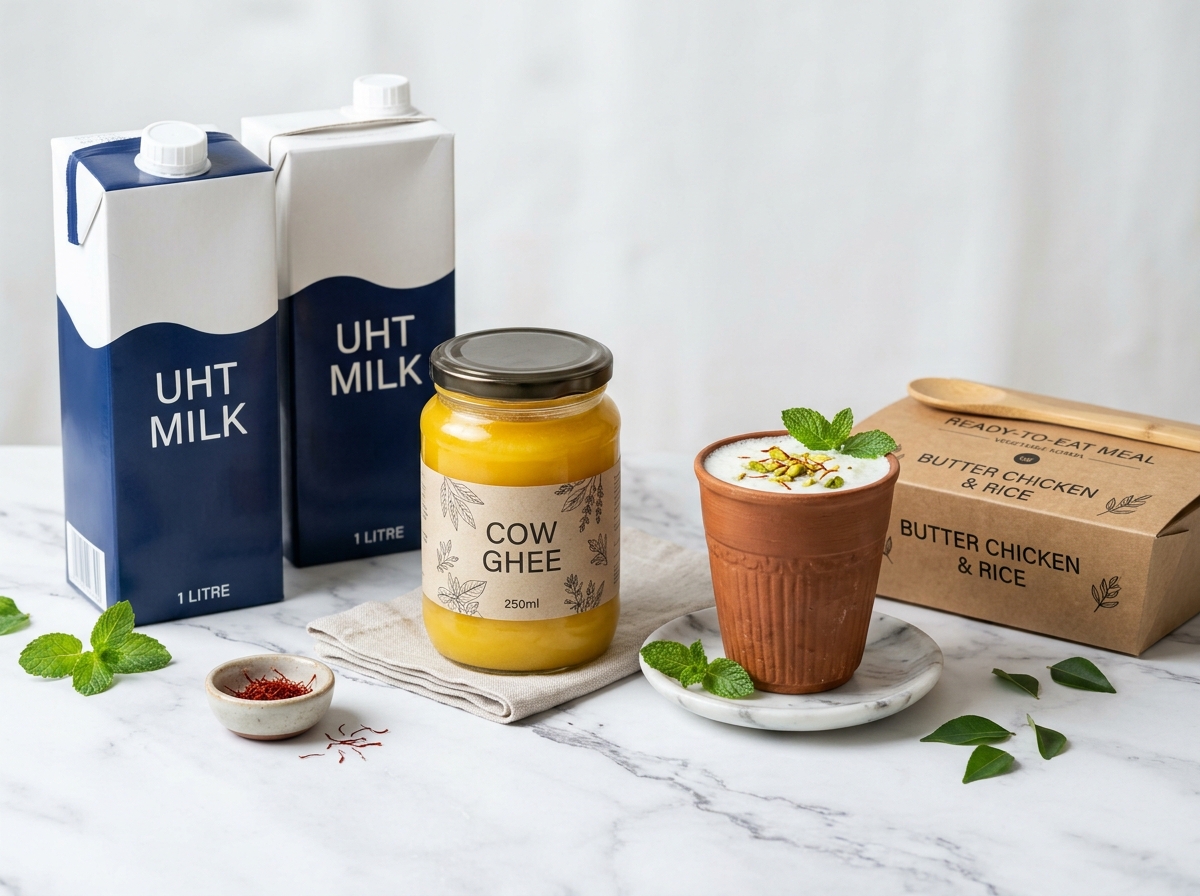 UHT
MILK
1 LITRE
UHT
MILK
1 LITRE
COW
GHEE
250ml
READY-TO-EAT MEAL
BUTTER CHICKEN
& RICE
BUTTER CHICKEN
& RICE